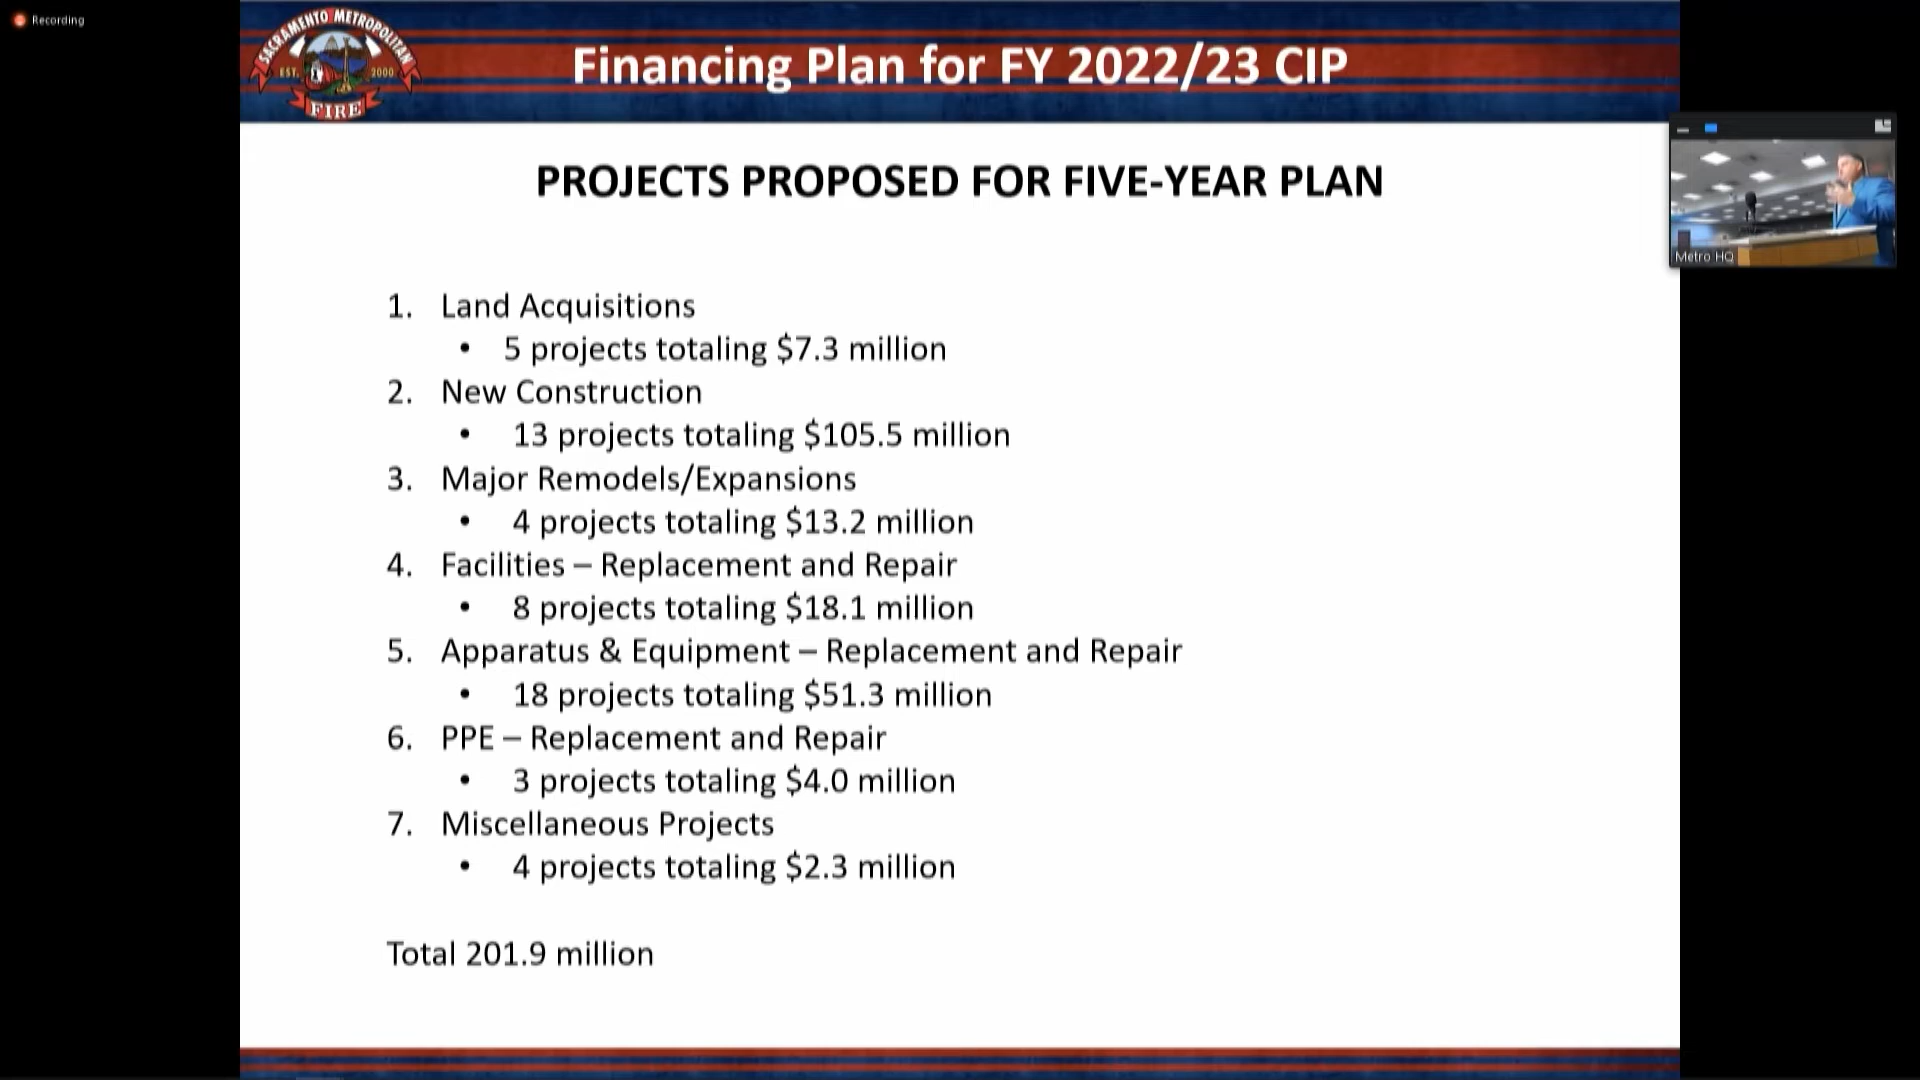 Recording
SACRAMENTO METROPOLITAN
EST. 2000
FIRE
Financing Plan for FY 2022/23 CIP
PROJECTS PROPOSED FOR FIVE-YEAR PLAN
1. Land Acquisitions
• 5 projects totaling $7.3 million
2. New Construction
• 13 projects totaling $105.5 million
3. Major Remodels/Expansions
• 4 projects totaling $13.2 million
4. Facilities – Replacement and Repair
• 8 projects totaling $18.1 million
5. Apparatus & Equipment – Replacement and Repair
• 18 projects totaling $51.3 million
6. PPE – Replacement and Repair
• 3 projects totaling $4.0 million
7. Miscellaneous Projects
• 4 projects totaling $2.3 million
Total 201.9 million
Metro HQ